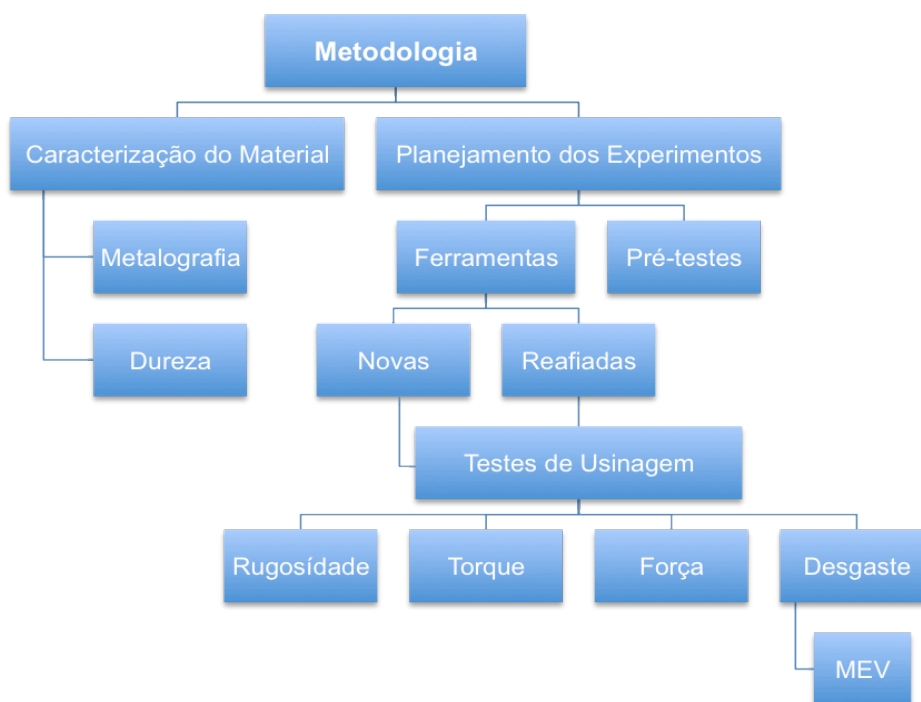 Metodologia
Caracterização do Material
Planejamento dos Experimentos
Metalografia
Ferramentas
Pré-testes
Dureza
Novas
Reafiadas
Testes de Usinagem
Rugosídade
Torque
Força
Desgaste
MEV